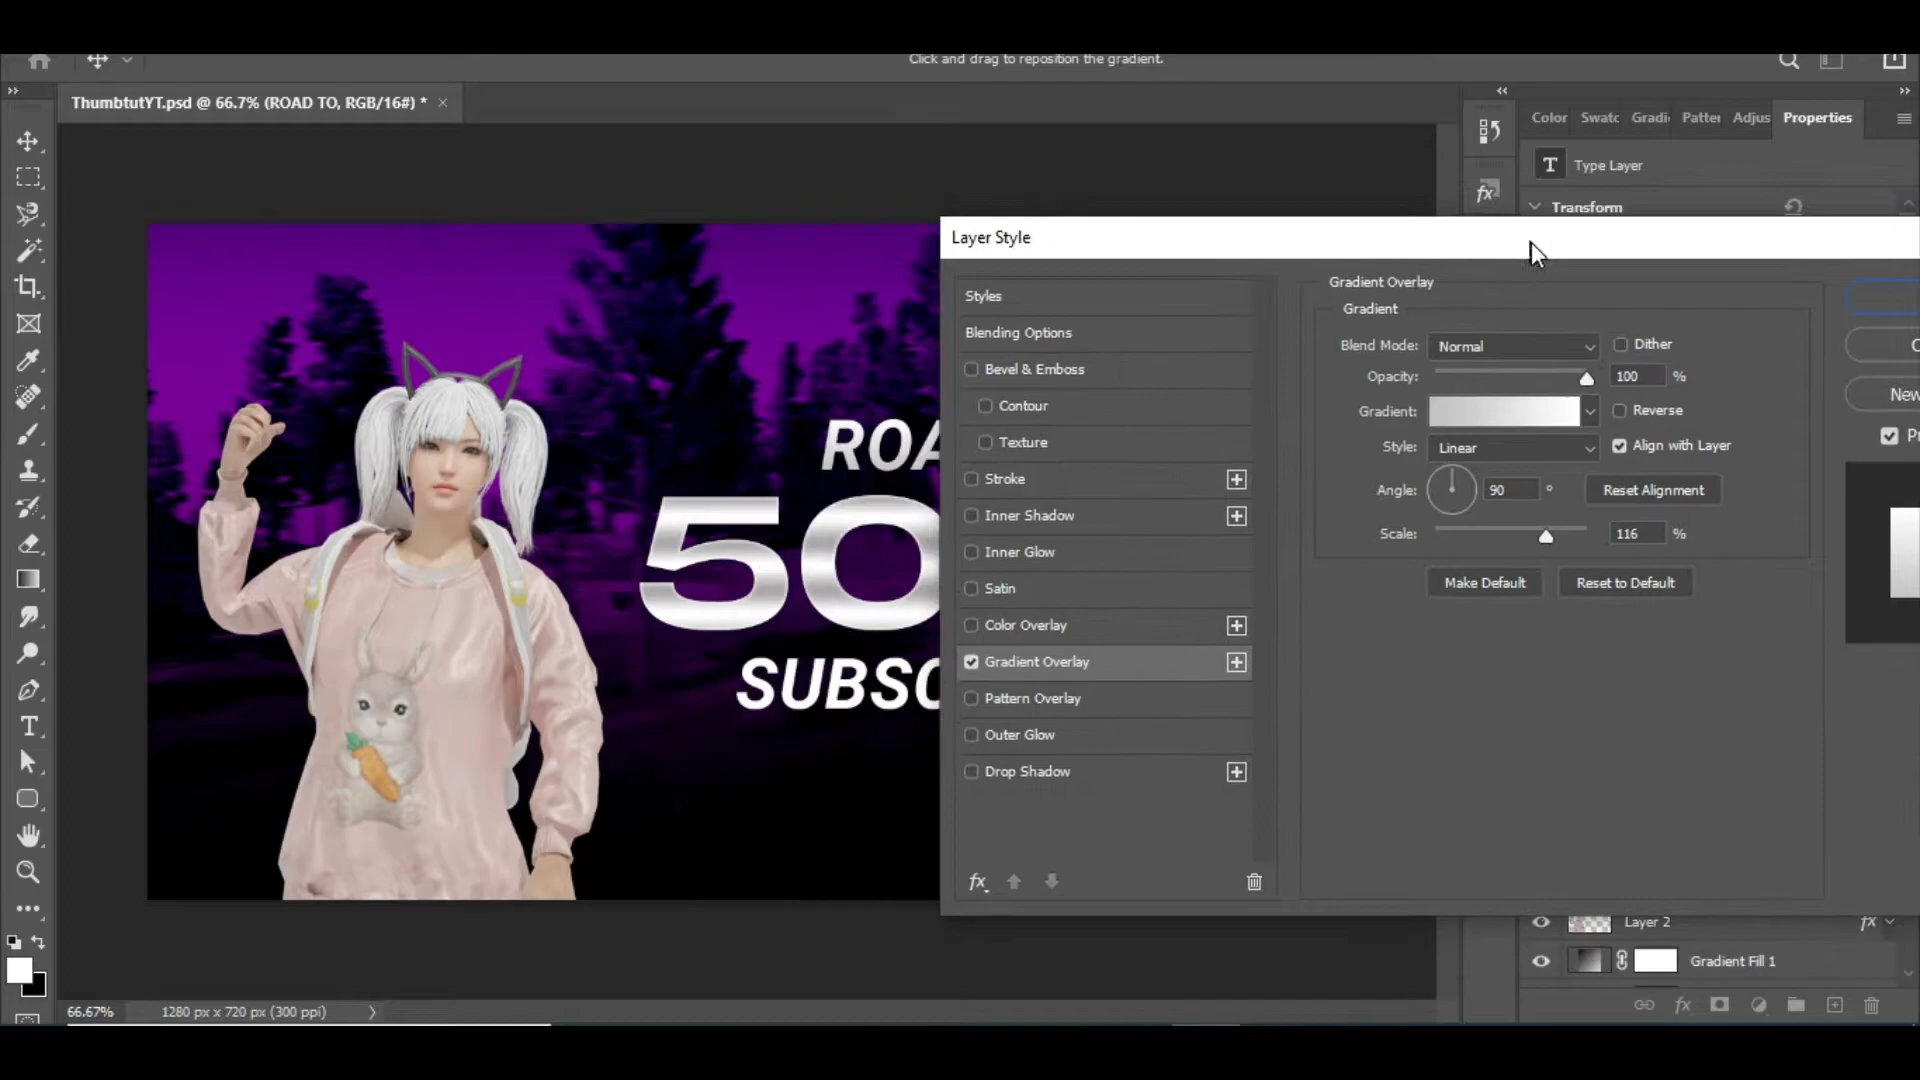 Click and drag to reposition the gradient.
ThumbtutYT.psd @ 66.7% (ROAD TO, RGB/16#) * ×
Color Swatc Gradi Patter Adjus Properties
T Type Layer
fx
Transform
Layer Style
Styles
Blending Options
Bevel & Emboss
Contour
Texture
Stroke
Inner Shadow
Inner Glow
Satin
Color Overlay
Gradient Overlay
Pattern Overlay
Outer Glow
Drop Shadow
fx
Gradient Overlay
Gradient
Blend Mode: Normal Dither
Opacity: 100 %
Gradient: Reverse
Style: Linear Align with Layer
Angle: 90 ° Reset Alignment
Scale: 116 %
Make Default Reset to Default
C
New
Pr
ROA
50
SUBSC
Layer 2 fx
Gradient Fill 1
fx
T
66.67% 1280 px x 720 px (300 ppi)